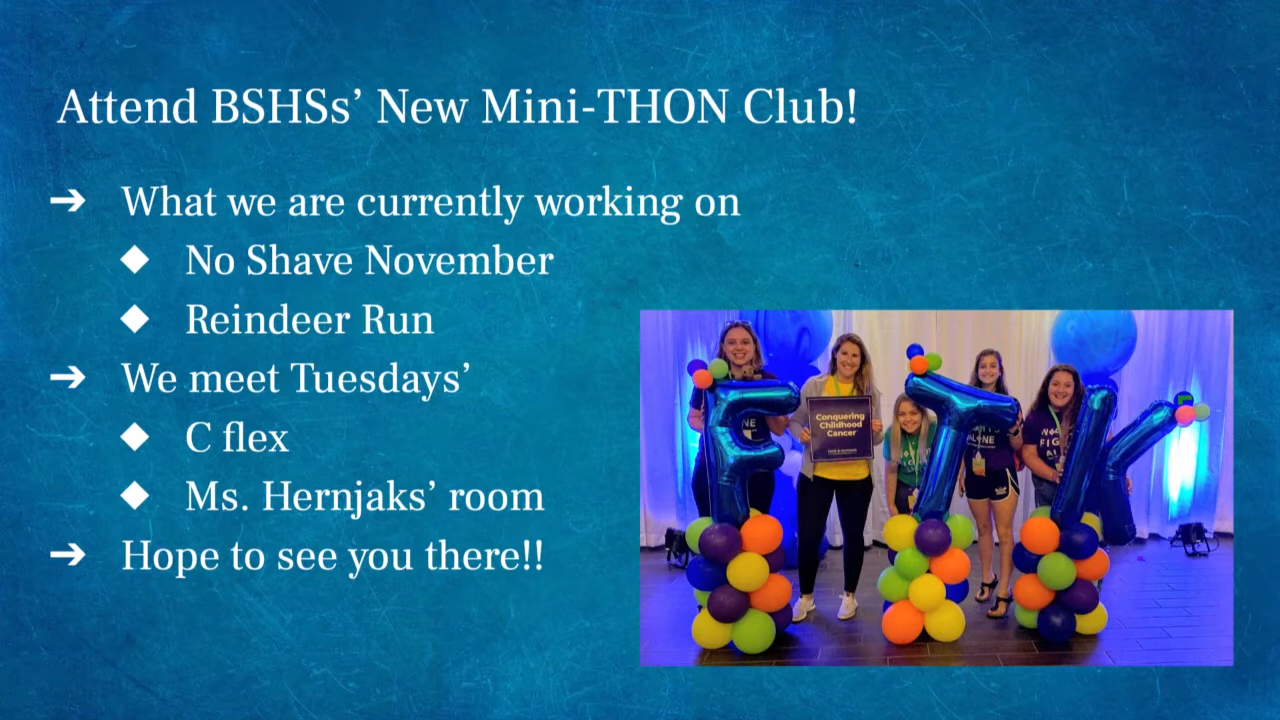 Attend BSHSs’ New Mini-THON Club!
➔ What we are currently working on
◆ No Shave November
◆ Reindeer Run
➔ We meet Tuesdays’
◆ C flex
◆ Ms. Hernjaks’ room
➔ Hope to see you there!!
F T K
Conquering
Childhood
Cancer